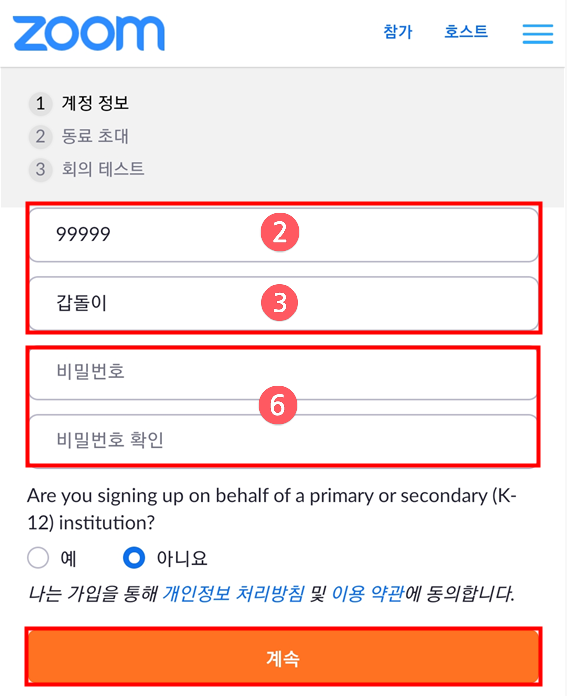 zoom
참가 호스트
1 계정 정보
2 동료 초대
3 회의 테스트
99999 2
갑돌이 3
비밀번호
6
비밀번호 확인
Are you signing up on behalf of a primary or secondary (K-
12) institution?
예 아니요
나는 가입을 통해 개인정보 처리방침 및 이용 약관에 동의합니다.
계속